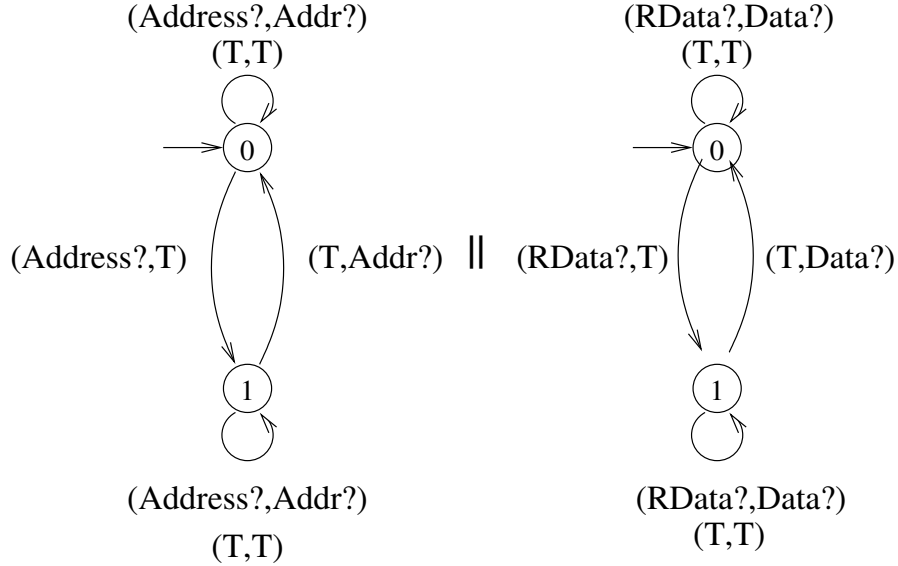 (Address?,Addr?)
(T,T)
0
(Address?,T)
(T,Addr?)
1
(Address?,Addr?)
(T,T)
||
(RData?,Data?)
(T,T)
0
(RData?,T)
(T,Data?)
1
(RData?,Data?)
(T,T)